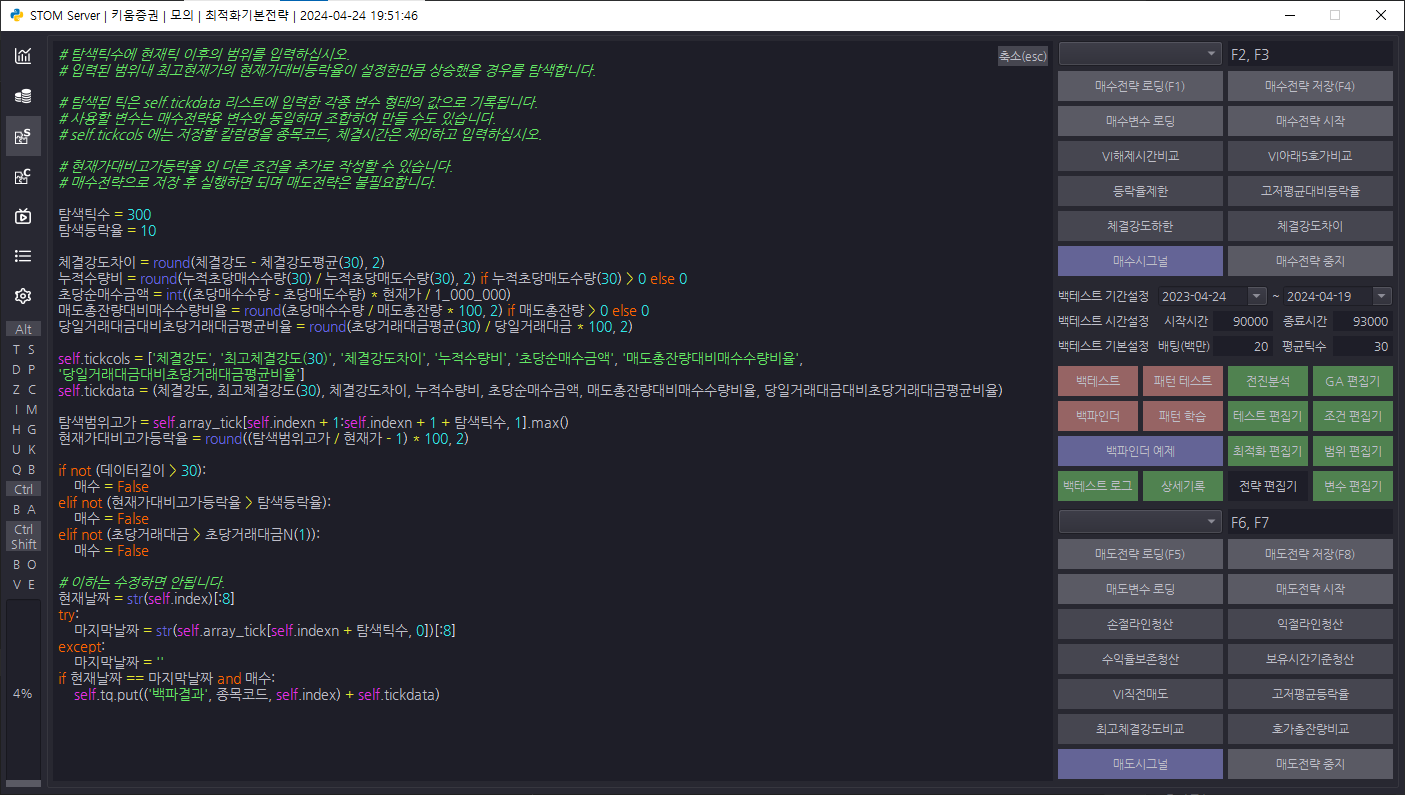 STOM Server | 키움증권 | 모의 | 최적화기본전략 | 2024-04-24 19:51:46
# 탐색틱수에 현재틱 이후의 범위를 입력하십시오.
# 입력된 범위내 최고현재가의 현재가대비등락율이 설정한만큼 상승했을 경우를 탐색합니다.
# 탐색된 틱은 self.tickdata 리스트에 입력한 각종 변수 형태의 값으로 기록됩니다.
# 사용할 변수는 매수전략용 변수와 동일하며 조합하여 만들 수도 있습니다.
# self.tickcols 에는 저장할 칼럼명을 종목코드, 체결시간은 제외하고 입력하십시오.
# 현재가대비고가등락율 외 다른 조건을 추가로 작성할 수 있습니다.
# 매수전략으로 저장 후 실행하면 되며 매도전략은 불필요합니다.
탐색틱수 = 300
탐색등락율 = 10
체결강도차이 = round(체결강도 - 체결강도평균(30), 2)
누적수량비 = round(누적초당매수수량(30) / 누적초당매도수량(30), 2) if 누적초당매도수량(30) > 0 else 0
초당순매수금액 = int((초당매수수량 - 초당매도수량) * 현재가 / 1_000_000)
매도총잔량대비매수수량비율 = round(초당매수수량 / 매도총잔량 * 100, 2) if 매도총잔량 > 0 else 0
당일거래대금대비초당거래대금평균비율 = round(초당거래대금평균(30) / 당일거래대금 * 100, 2)
self.tickcols = ['체결강도', '최고체결강도(30)', '체결강도차이', '누적수량비', '초당순매수금액', '매도총잔량대비매수수량비율',
'당일거래대금대비초당거래대금평균비율']
self.tickdata = (체결강도, 최고체결강도(30), 체결강도차이, 누적수량비, 초당순매수금액, 매도총잔량대비매수수량비율, 당일거래대금대비초당거래대금평균비율)
탐색범위고가 = self.array_tick[self.indexn + 1:self.indexn + 1 + 탐색틱수, 1].max()
현재가대비고가등락율 = round((탐색범위고가 / 현재가 - 1) * 100, 2)
if not (데이터길이 > 30):
매수 = False
elif not (현재가대비고가등락율 > 탐색등락율):
매수 = False
elif not (초당거래대금 > 초당거래대금N(1)):
매수 = False
# 이하는 수정하면 안됩니다.
현재날짜 = str(self.index)[:8]
try:
마지막날짜 = str(self.array_tick[self.indexn + 탐색틱수, 0])[:8]
except:
마지막날짜 = ''
if 현재날짜 == 마지막날짜 and 매수:
self.tq.put(('백파결과', 종목코드, self.index) + self.tickdata)
축소(esc)
Alt
T S
D P
Z C
I M
H G
U K
Q B
Ctrl
B A
Ctrl
Shift
B O
V E
4%
F2, F3
매수전략 로딩(F1) 매수전략 저장(F4)
매수변수 로딩 매수전략 시작
VI해제시간비교 VI아래5호가비교
등락율제한 고저평균대비등락율
체결강도하한 체결강도차이
매수시그널 매수전략 중지
백테스트 기간설정 2023-04-24 ~ 2024-04-19
백테스트 시간설정 시작시간 90000 종료시간 93000
백테스트 기본설정 배팅(백만) 20 평균틱수 30
백테스트 패턴 테스트 전진분석 GA 편집기
백파인더 패턴 학습 테스트 편집기 조건 편집기
백파인더 예제 최적화 편집기 범위 편집기
백테스트 로그 상세기록 전략 편집기 변수 편집기
F6, F7
매도전략 로딩(F5) 매도전략 저장(F8)
매도변수 로딩 매도전략 시작
손절라인청산 익절라인청산
수익율보존청산 보유시간기준청산
VI직전매도 고저평균등락율
최고체결강도비교 호가총잔량비교
매도시그널 매도전략 중지